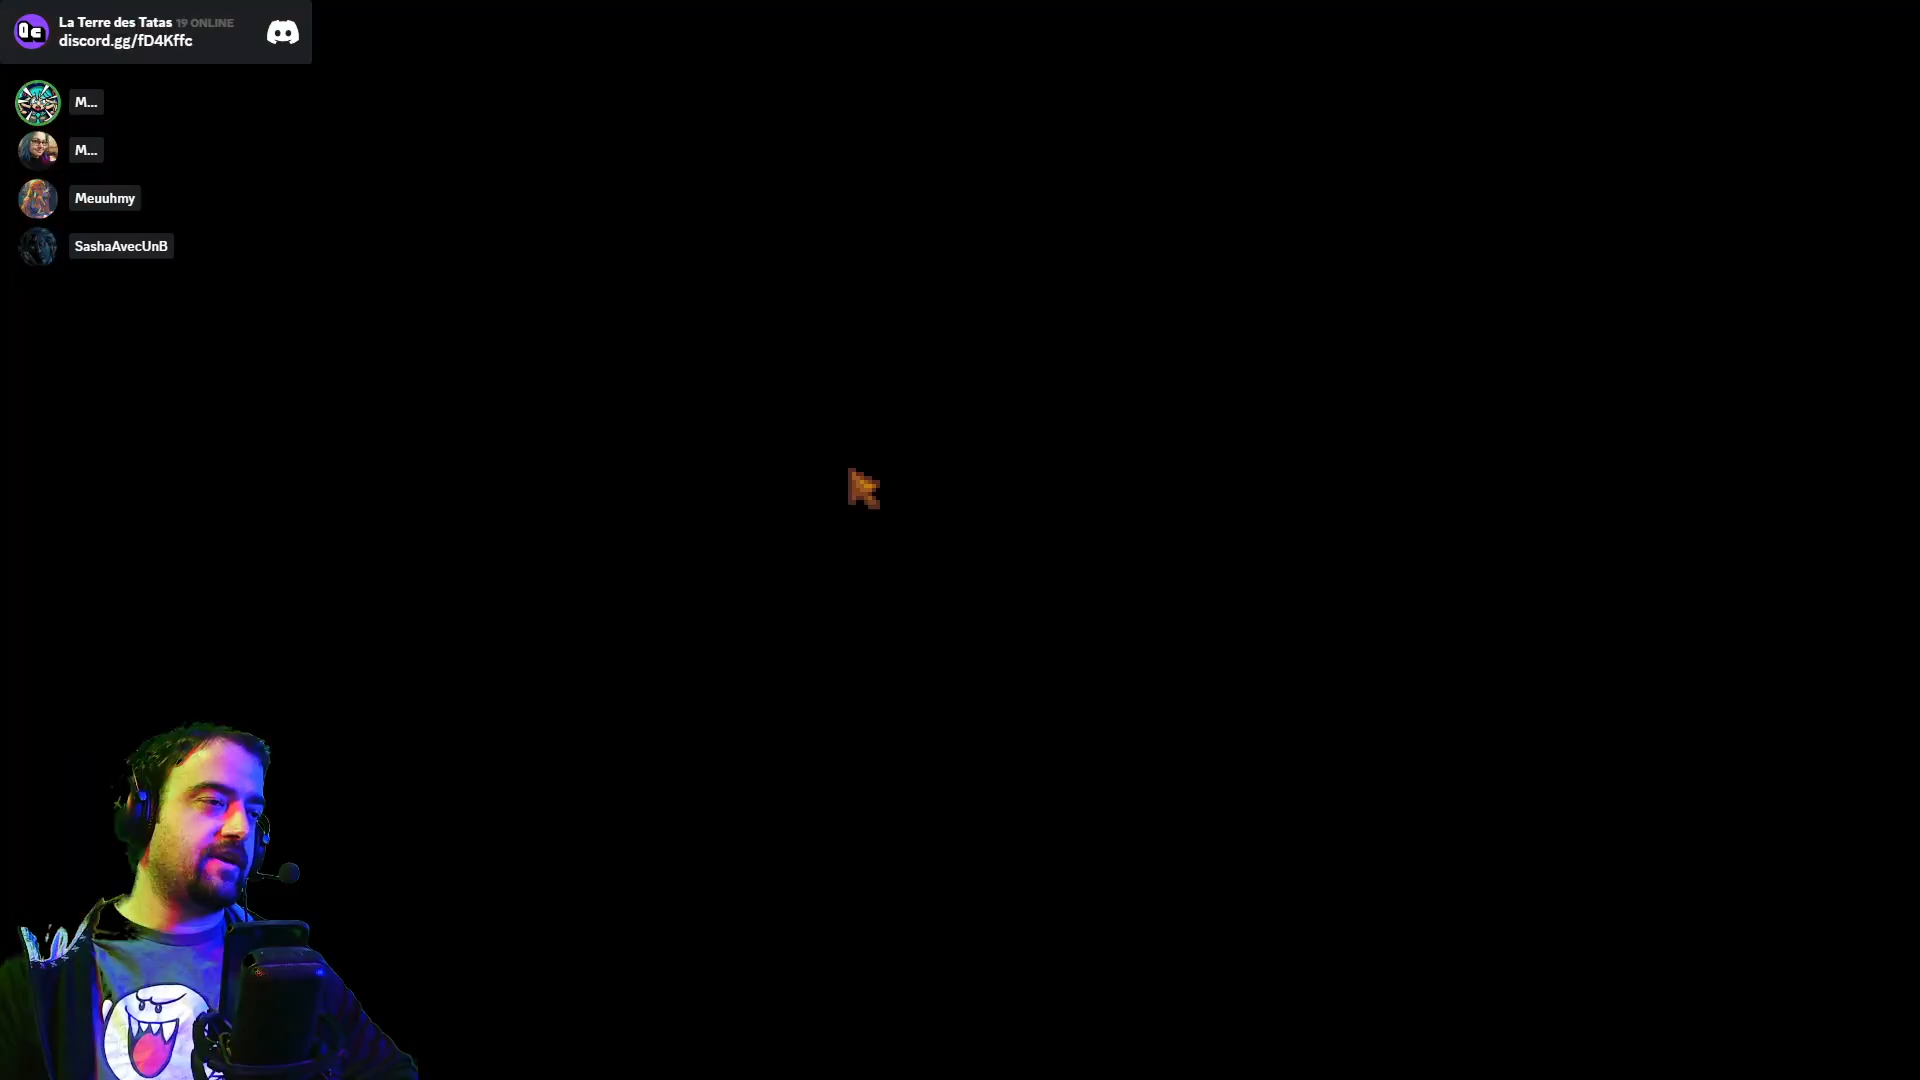 La Terre des Tatas 19 ONLINE
discord.gg/fD4Kffc
M...
M...
Meuuhmy
SashaAvecUnB